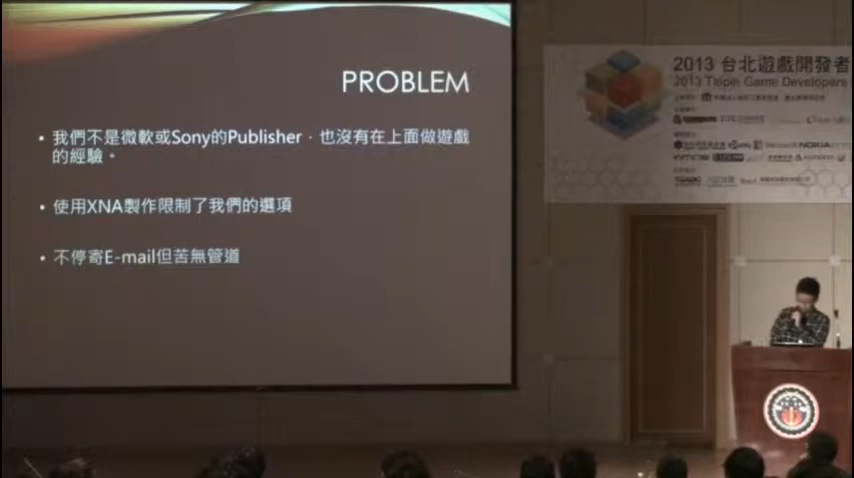 PROBLEM
• 我們不是微軟或Sony的Publisher，也沒有在上面做遊戲
的經驗。
• 使用XNA製作限制了我們的選項
• 不停寄E-mail但苦無管道
2013 台北遊戲開發者
2013 Taipei Game Developers
Microsoft
NOKIA